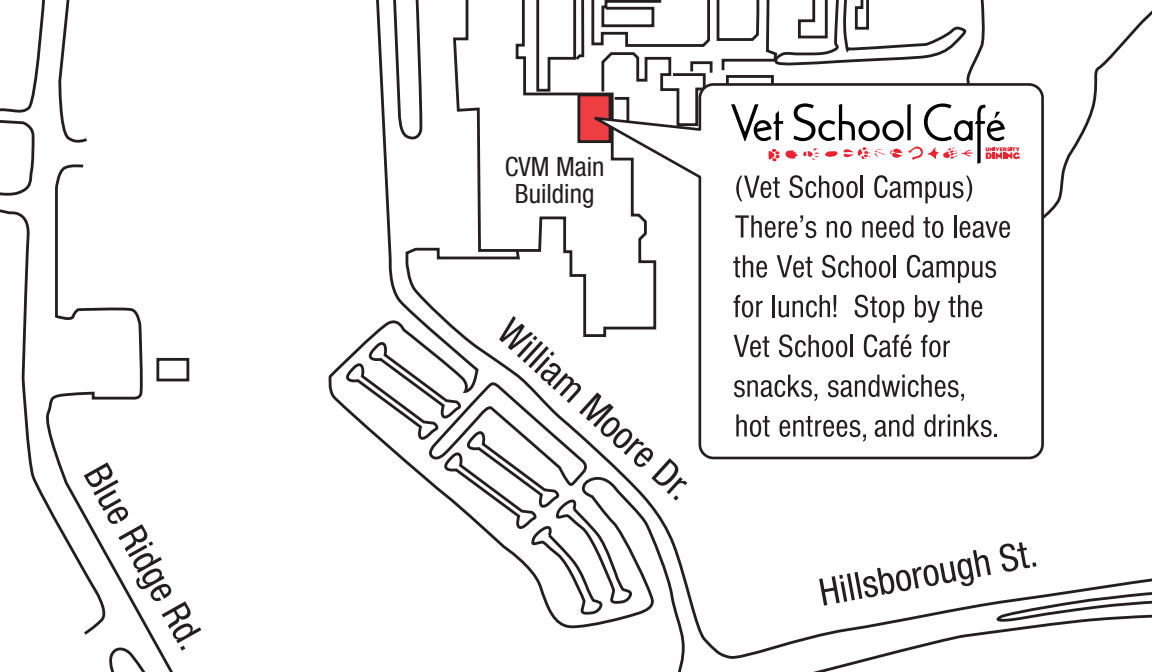 Vet School Café
UNIVERSITY
DINING
(Vet School Campus)
There’s no need to leave
the Vet School Campus
for lunch!  Stop by the
Vet School Café for
snacks, sandwiches,
hot entrees, and drinks.
CVM Main
Building
William Moore Dr.
Blue Ridge Rd.
Hillsborough St.